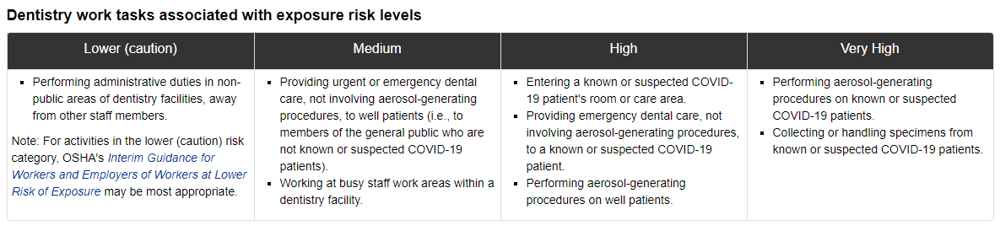 Dentistry work tasks associated with exposure risk levels
Lower (caution)
Medium
High
Very High
▪ Performing administrative duties in non-
public areas of dentistry facilities, away
from other staff members.
Note: For activities in the lower (caution) risk
category, OSHA's Interim Guidance for
Workers and Employers of Workers at Lower
Risk of Exposure may be most appropriate.
▪ Providing urgent or emergency dental
care, not involving aerosol-generating
procedures, to well patients (i.e., to
members of the general public who are
not known or suspected COVID-19
patients).
▪ Working at busy staff work areas within a
dentistry facility.
▪ Entering a known or suspected COVID-
19 patient's room or care area.
▪ Providing emergency dental care, not
involving aerosol-generating procedures,
to a known or suspected COVID-19
patient.
▪ Performing aerosol-generating
procedures on well patients.
▪ Performing aerosol-generating
procedures on known or suspected
COVID-19 patients.
▪ Collecting or handling specimens from
known or suspected COVID-19 patients.